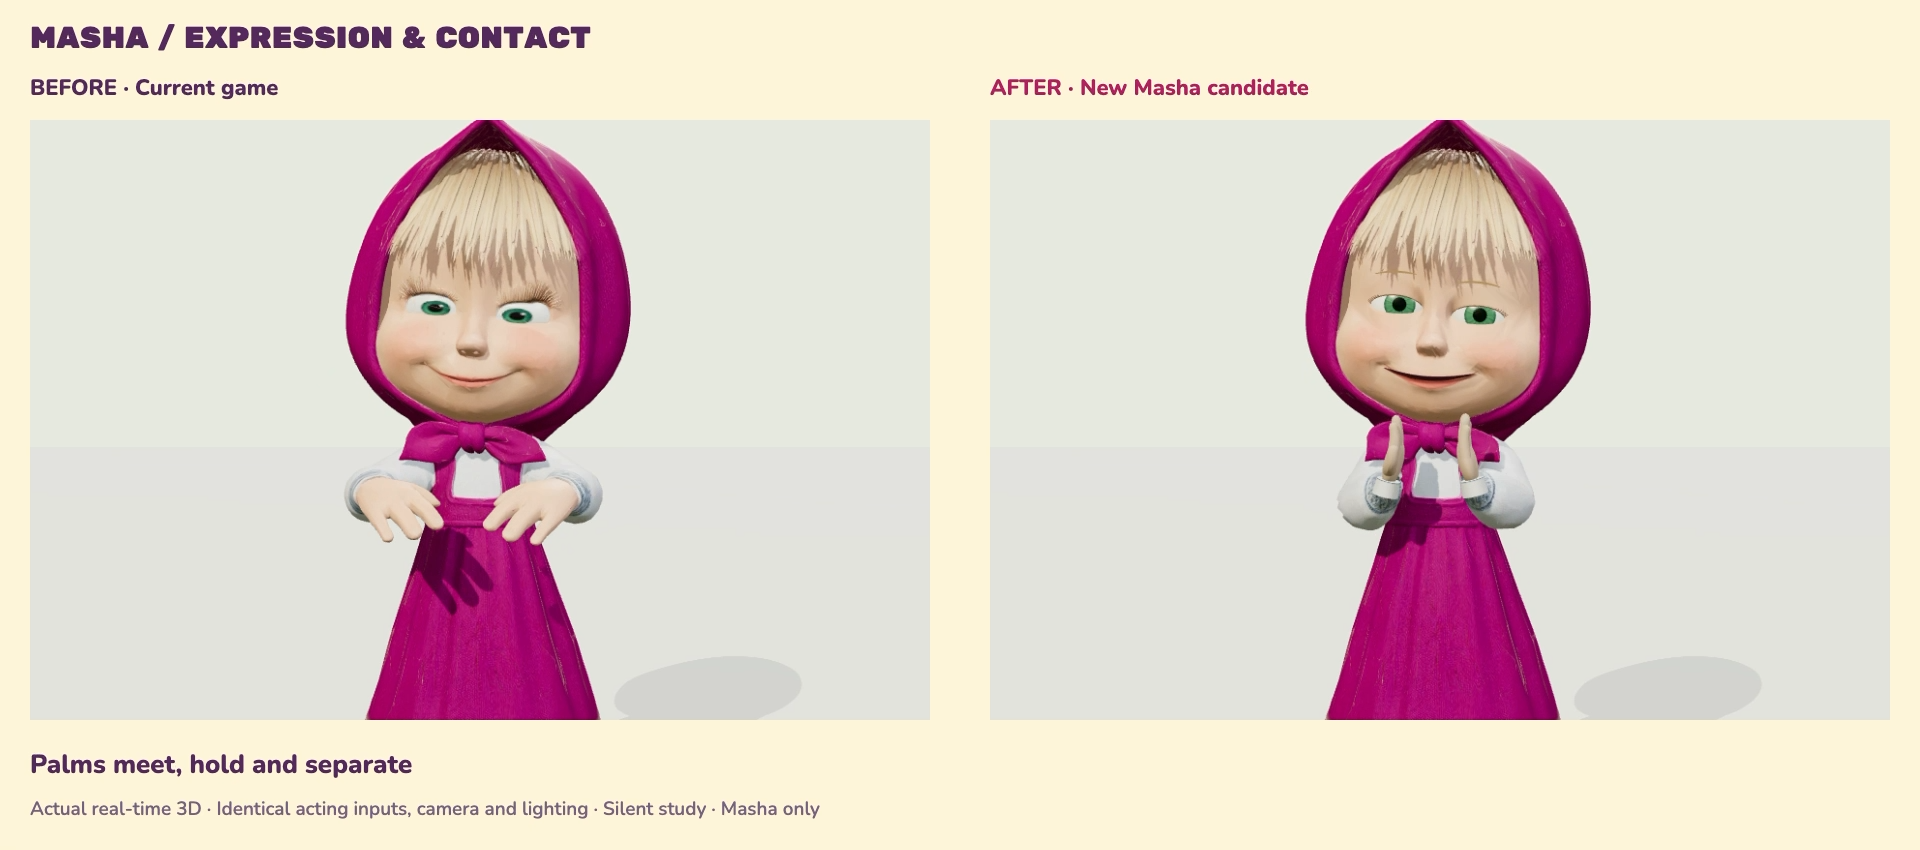 MASHA / EXPRESSION & CONTACT
BEFORE · Current game
AFTER · New Masha candidate
Palms meet, hold and separate
Actual real-time 3D · Identical acting inputs, camera and lighting · Silent study · Masha only